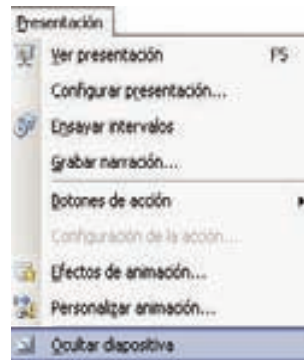 Presentación
Ver presentación F5
Configurar presentación...
Ensayar intervalos
Grabar narración...
Botones de acción
Configuración de la acción...
Efectos de animación...
Personalizar animación...
Ocultar diapositiva